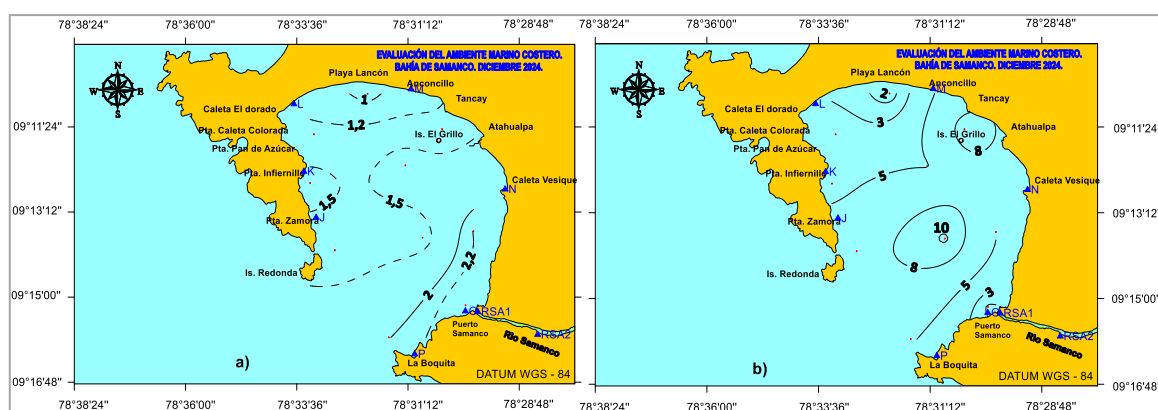 78°38'24" 78°36'00" 78°33'36" 78°31'12" 78°28'48"
EVALUACIÓN DEL AMBIENTE MARINO COSTERO.
BAHÍA DE SAMANCO. DICIEMBRE 2024.
N
W E
S
Playa Lancón
Anconcillo
M
1
Tancay
L
Caleta El dorado
1,2
09°11'24"
Pta. Caleta Colorada
Is. El Grillo
Atahualpa
Pta. Pan de Azúcar
Pta. Infiernillo
K
Caleta Vesique
N
1,5
1,5
09°13'12"
Pta. Zamora
J
2,2
Is. Redonda
2
09°15'00"
O
RSA1
Puerto
Samanco
Rio Samanco
RSA2
P
La Boquita
a)
09°16'48"
DATUM WGS - 84
78°38'24" 78°36'00" 78°33'36" 78°31'12" 78°28'48"
78°38'24" 78°36'00" 78°33'36" 78°31'12" 78°28'48"
EVALUACIÓN DEL AMBIENTE MARINO COSTERO.
BAHÍA DE SAMANCO. DICIEMBRE 2024.
N
W E
S
Playa Lancón
Anconcillo
M
2
Tancay
L
Caleta El dorado
3
09°11'24"
Pta. Caleta Colorada
Is. El Grillo
Atahualpa
Pta. Pan de Azúcar
8
Pta. Infiernillo
K
5
Caleta Vesique
N
09°13'12"
Pta. Zamora
J
10
8
Is. Redonda
5
3
09°15'00"
O
RSA1
Puerto
Samanco
Rio Samanco
RSA2
P
La Boquita
b)
09°16'48"
DATUM WGS - 84
78°38'24" 78°36'00" 78°33'36" 78°31'12" 78°28'48"